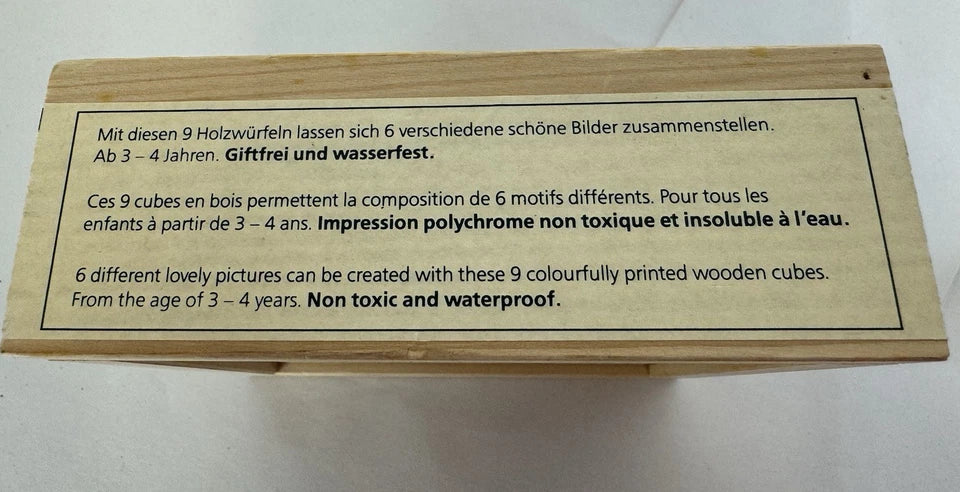 Mit diesen 9 Holzwürfeln lassen sich 6 verschiedene schöne Bilder zusammenstellen.
Ab 3 – 4 Jahren. Giftfrei und wasserfest.
Ces 9 cubes en bois permettent la composition de 6 motifs différents. Pour tous les
enfants à partir de 3 – 4 ans. Impression polychrome non toxique et insoluble à l'eau.
6 different lovely pictures can be created with these 9 colourfully printed wooden cubes.
From the age of 3 – 4 years. Non toxic and waterproof.